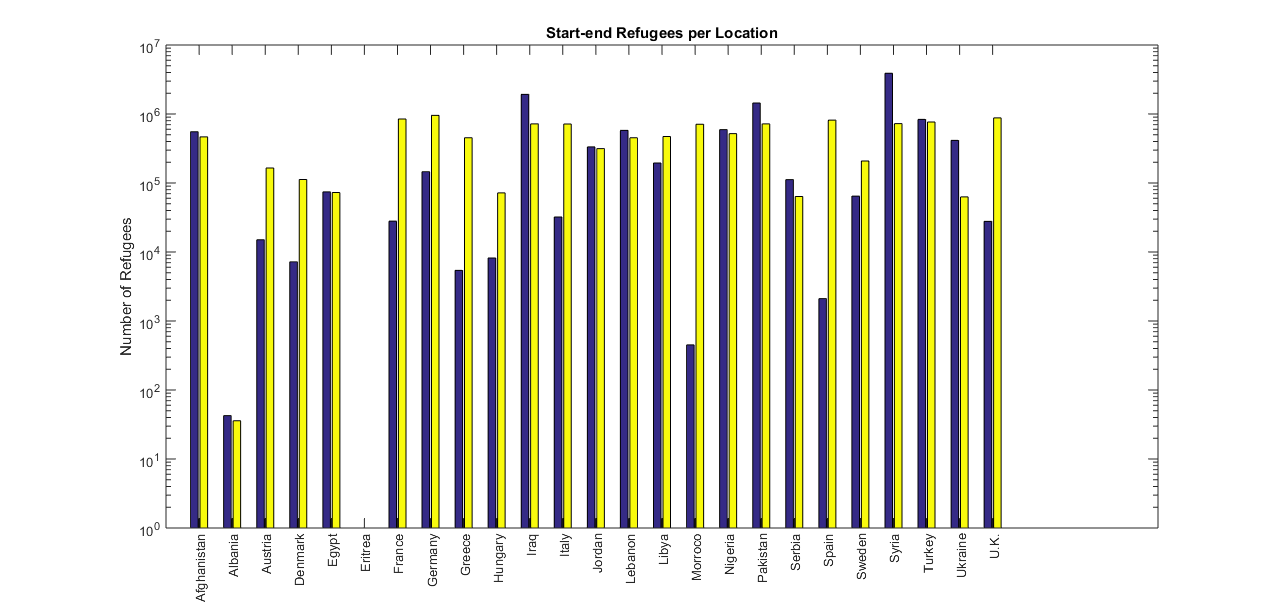 Start-end Refugees per Location
Number of Refugees
10^7
10^6
10^5
10^4
10^3
10^2
10^1
10^0
Afghanistan
Albania
Austria
Denmark
Egypt
Eritrea
France
Germany
Greece
Hungary
Iraq
Italy
Jordan
Lebanon
Libya
Morroco
Nigeria
Pakistan
Serbia
Spain
Sweden
Syria
Turkey
Ukraine
U.K.